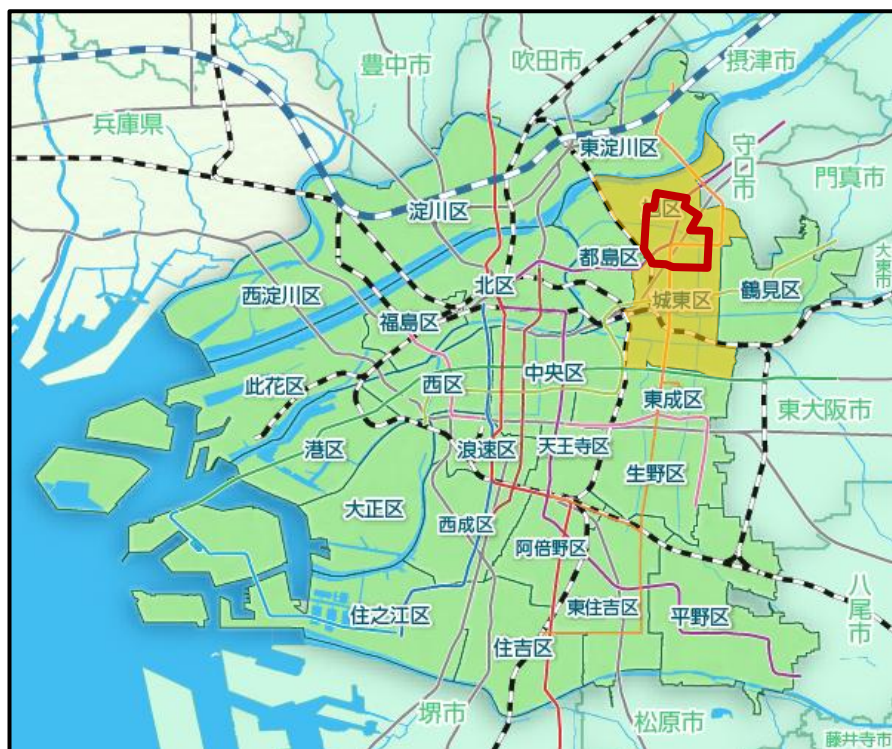 豊中市
吹田市
摂津市
兵庫県
東淀川区
守口市
門真市
淀川区
旭区
都島区
大東市
北区
西淀川区
城東区
鶴見区
福島区
中央区
此花区
西区
東成区
東大阪市
港区
浪速区
天王寺区
生野区
大正区
西成区
阿倍野区
八尾市
住之江区
東住吉区
平野区
住吉区
堺市
松原市
藤井寺市